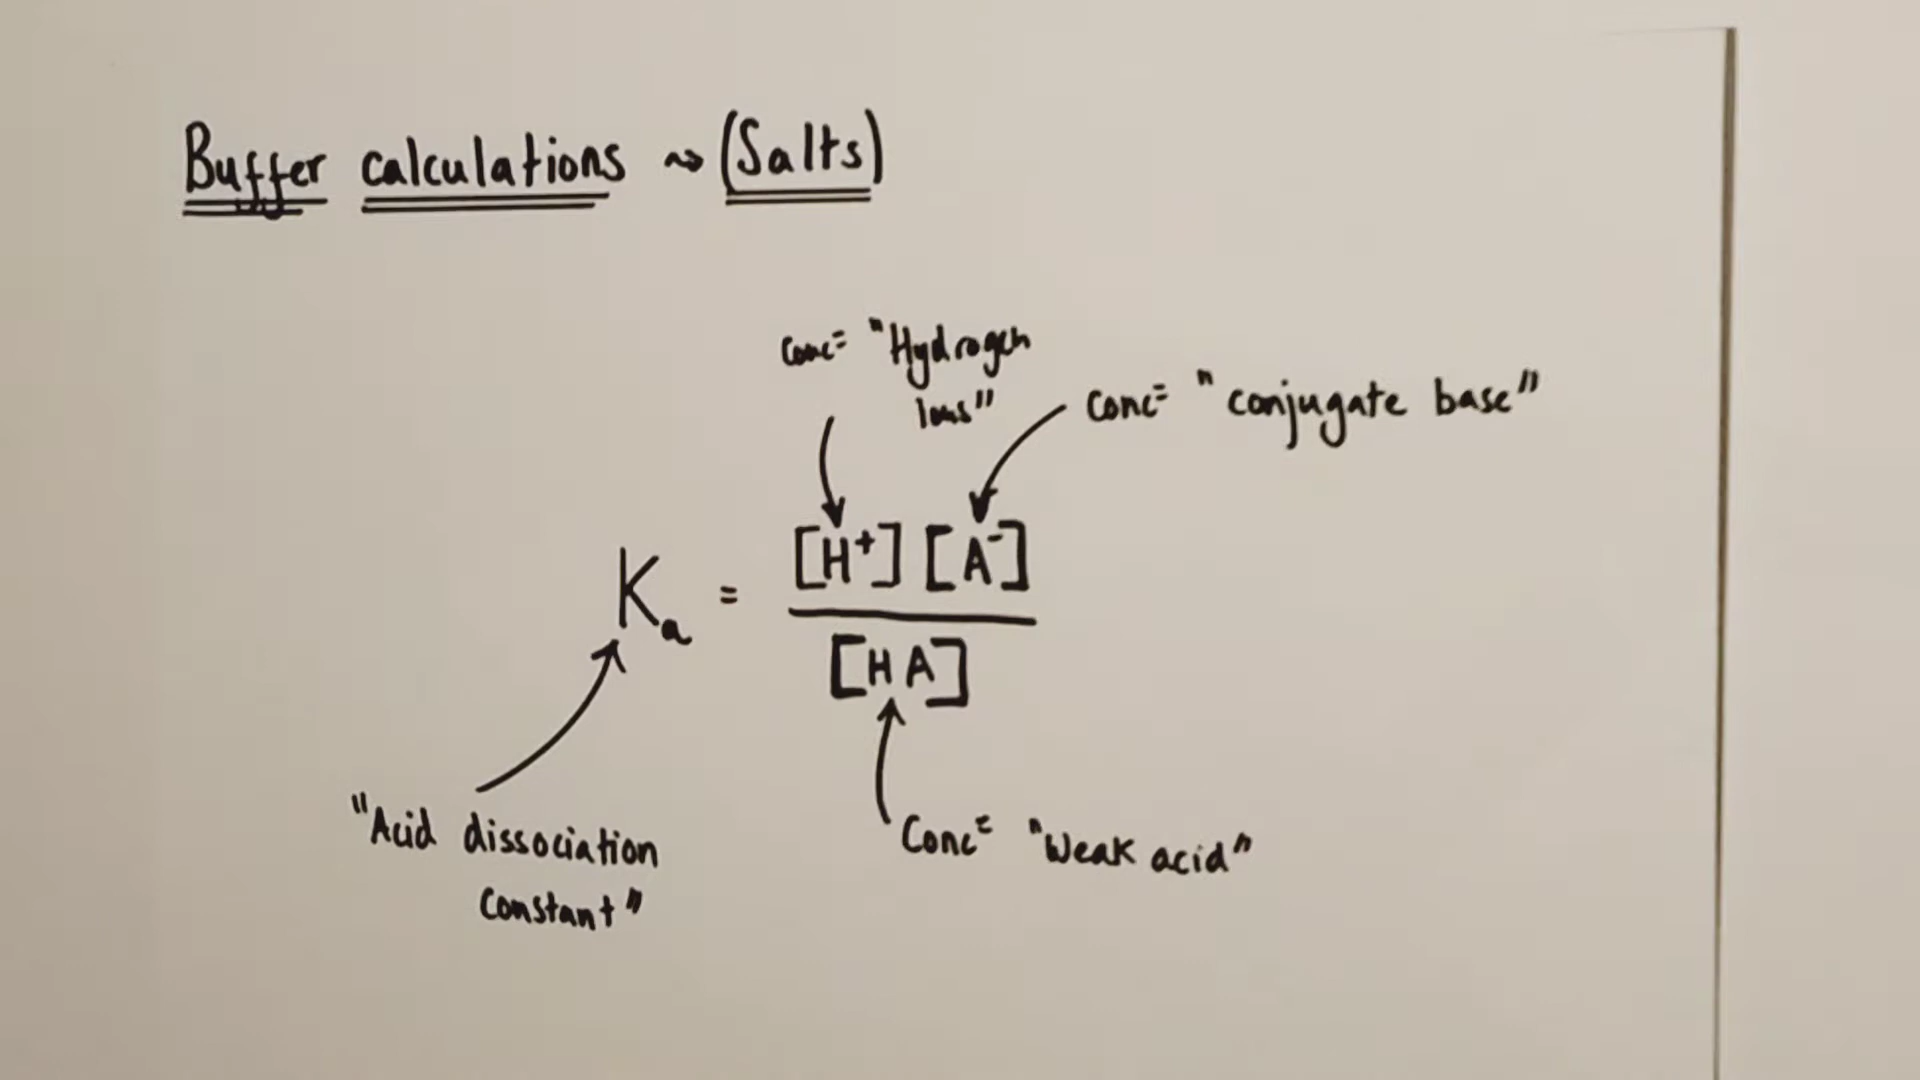 Buffer calculations ~> (Salts)
Conc= "Hydrogen
Ions"
Conc= "conjugate base"
Ka = [H⁺] [A⁻]
[HA]
"Acid dissociation
Constant"
Conc= "Weak acid"